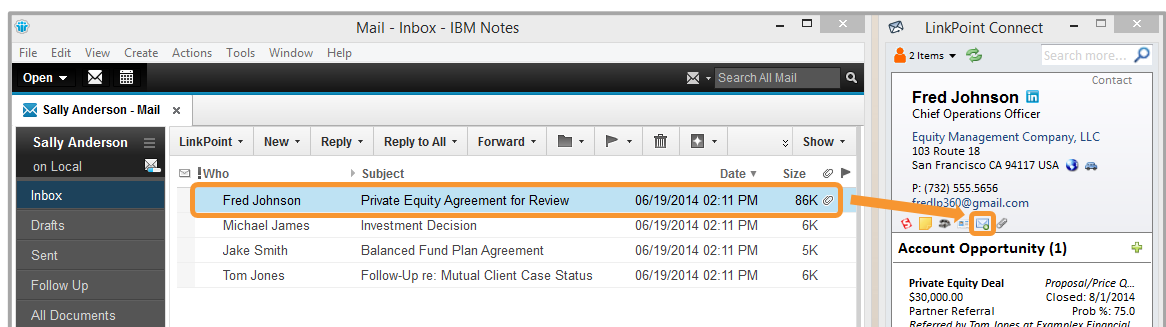 Mail - Inbox - IBM Notes
File Edit View Create Actions Tools Window Help
Open
Search All Mail
Sally Anderson - Mail
Sally Anderson
on Local
Inbox
Drafts
Sent
Follow Up
All Documents
LinkPoint New Reply Reply to All Forward Show
!Who Subject Date Size
Fred Johnson Private Equity Agreement for Review 06/19/2014 02:11 PM 86K
Michael James Investment Decision 06/19/2014 02:11 PM 6K
Jake Smith Balanced Fund Plan Agreement 06/19/2014 02:11 PM 5K
Tom Jones Follow-Up re: Mutual Client Case Status 06/19/2014 02:11 PM 6K
LinkPoint Connect
2 Items
Search more...
Contact
Fred Johnson in
Chief Operations Officer
Equity Management Company, LLC
103 Route 18
San Francisco CA 94117 USA
P: (732) 555.5656
fredlp360@gmail.com
Account Opportunity (1)
Private Equity Deal Proposal/Price Q...
$30,000.00 Closed: 8/1/2014
Partner Referral Prob %: 75.0
Referred by Tom Jones at Examplex Financial